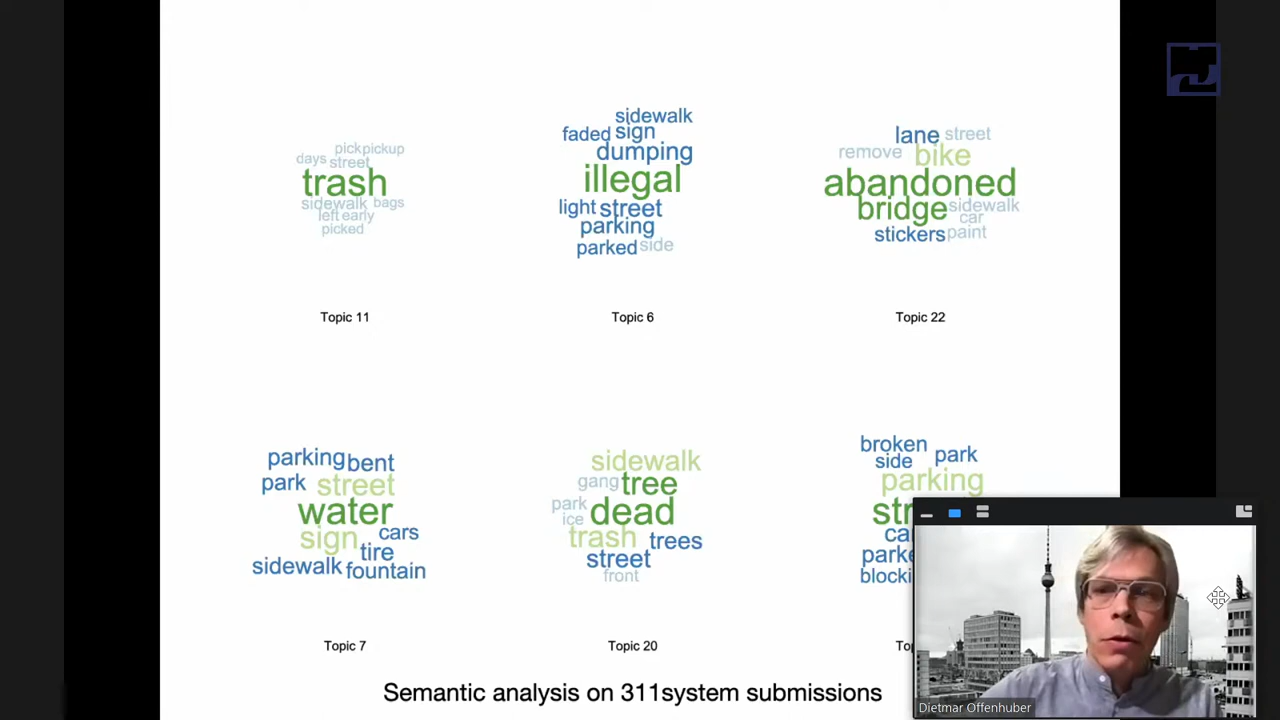 pick pickup
days street
trash
sidewalk bags
left early
picked
Topic 11
sidewalk
faded sign
dumping
illegal
light street
parking
parked side
Topic 6
lane street
remove bike
abandoned
bridge sidewalk
car
stickers paint
Topic 22
parking bent
park street
water
sign cars
tire
sidewalk fountain
Topic 7
sidewalk
gang tree
park
ice dead
trash trees
street
front
Topic 20
broken
side park
parking
Semantic analysis on 311system submissions
Dietmar Offenhuber